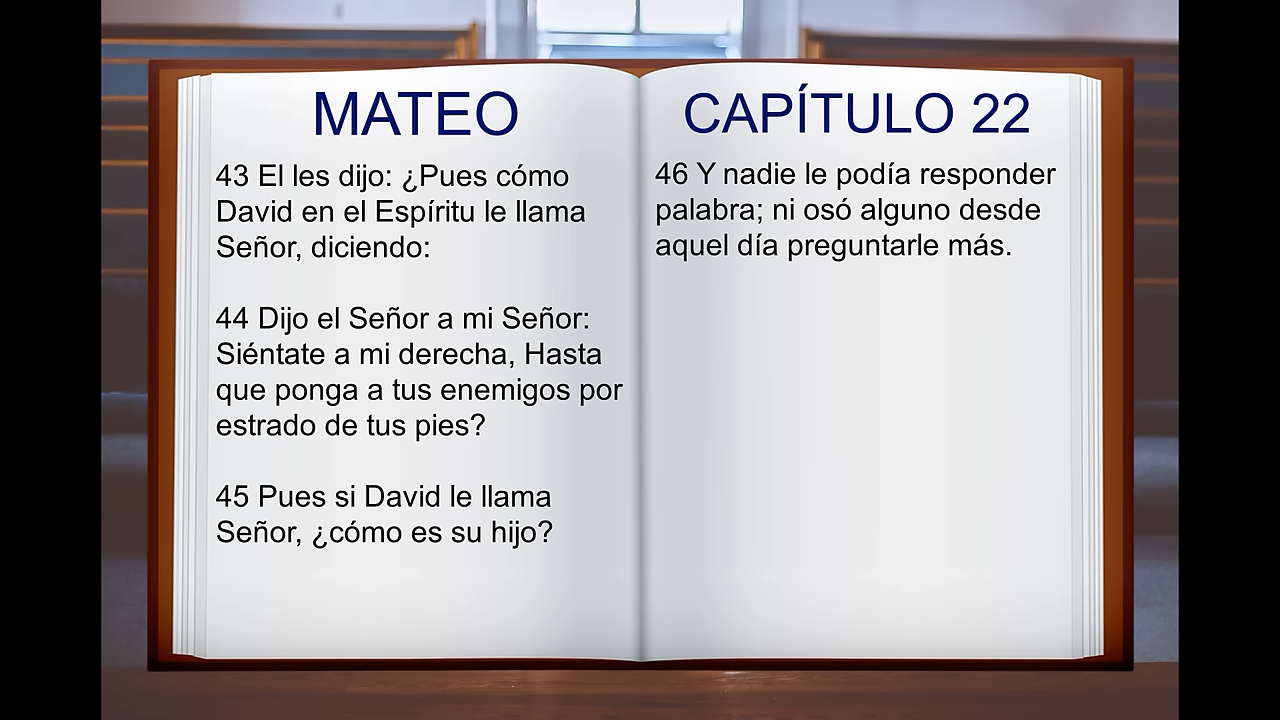 MATEO
43 El les dijo: ¿Pues cómo
David en el Espíritu le llama
Señor, diciendo:
44 Dijo el Señor a mi Señor:
Siéntate a mi derecha, Hasta
que ponga a tus enemigos por
estrado de tus pies?
45 Pues si David le llama
Señor, ¿cómo es su hijo?
CAPÍTULO 22
46 Y nadie le podía responder
palabra; ni osó alguno desde
aquel día preguntarle más.